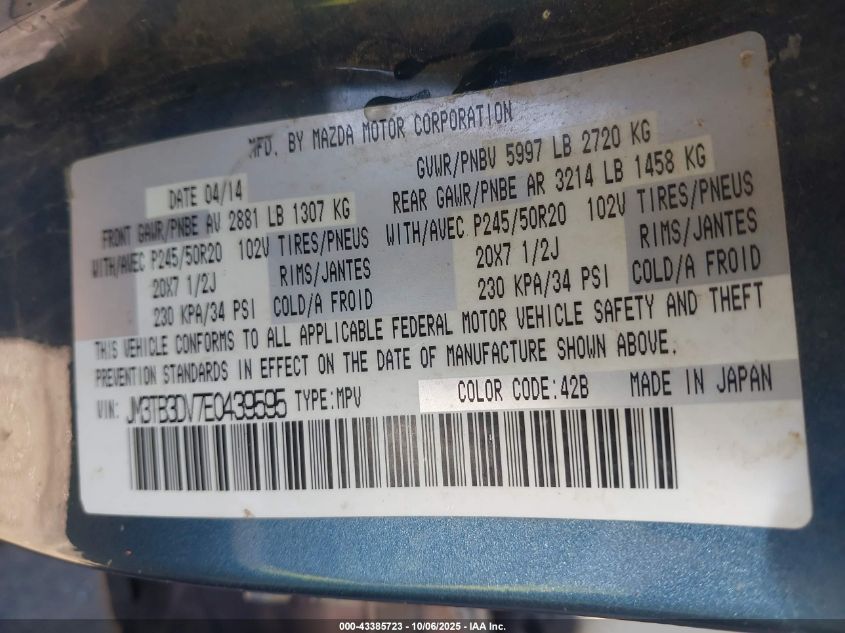 MFD. BY MAZDA MOTOR CORPORATION
DATE 04/14
GVWR/PNBV 5997 LB 2720 KG
FRONT GAWR/PNBE AV 2881 LB 1307 KG
REAR GAWR/PNBE AR 3214 LB 1458 KG
WITH/AVEC P245/50R20 102V TIRES/PNEUS
WITH/AVEC P245/50R20 102V TIRES/PNEUS
20X7 1/2J RIMS/JANTES
20X7 1/2J RIMS/JANTES
230 KPA/34 PSI COLD/A FROID
230 KPA/34 PSI COLD/A FROID
THIS VEHICLE CONFORMS TO ALL APPLICABLE FEDERAL MOTOR VEHICLE SAFETY AND THEFT
PREVENTION STANDARDS IN EFFECT ON THE DATE OF MANUFACTURE SHOWN ABOVE.
VIN: JM3TB3DV7E0439595 TYPE:MPV COLOR CODE:42B MADE IN JAPAN
000-43385723 - 10/06/2025 - IAA Inc.